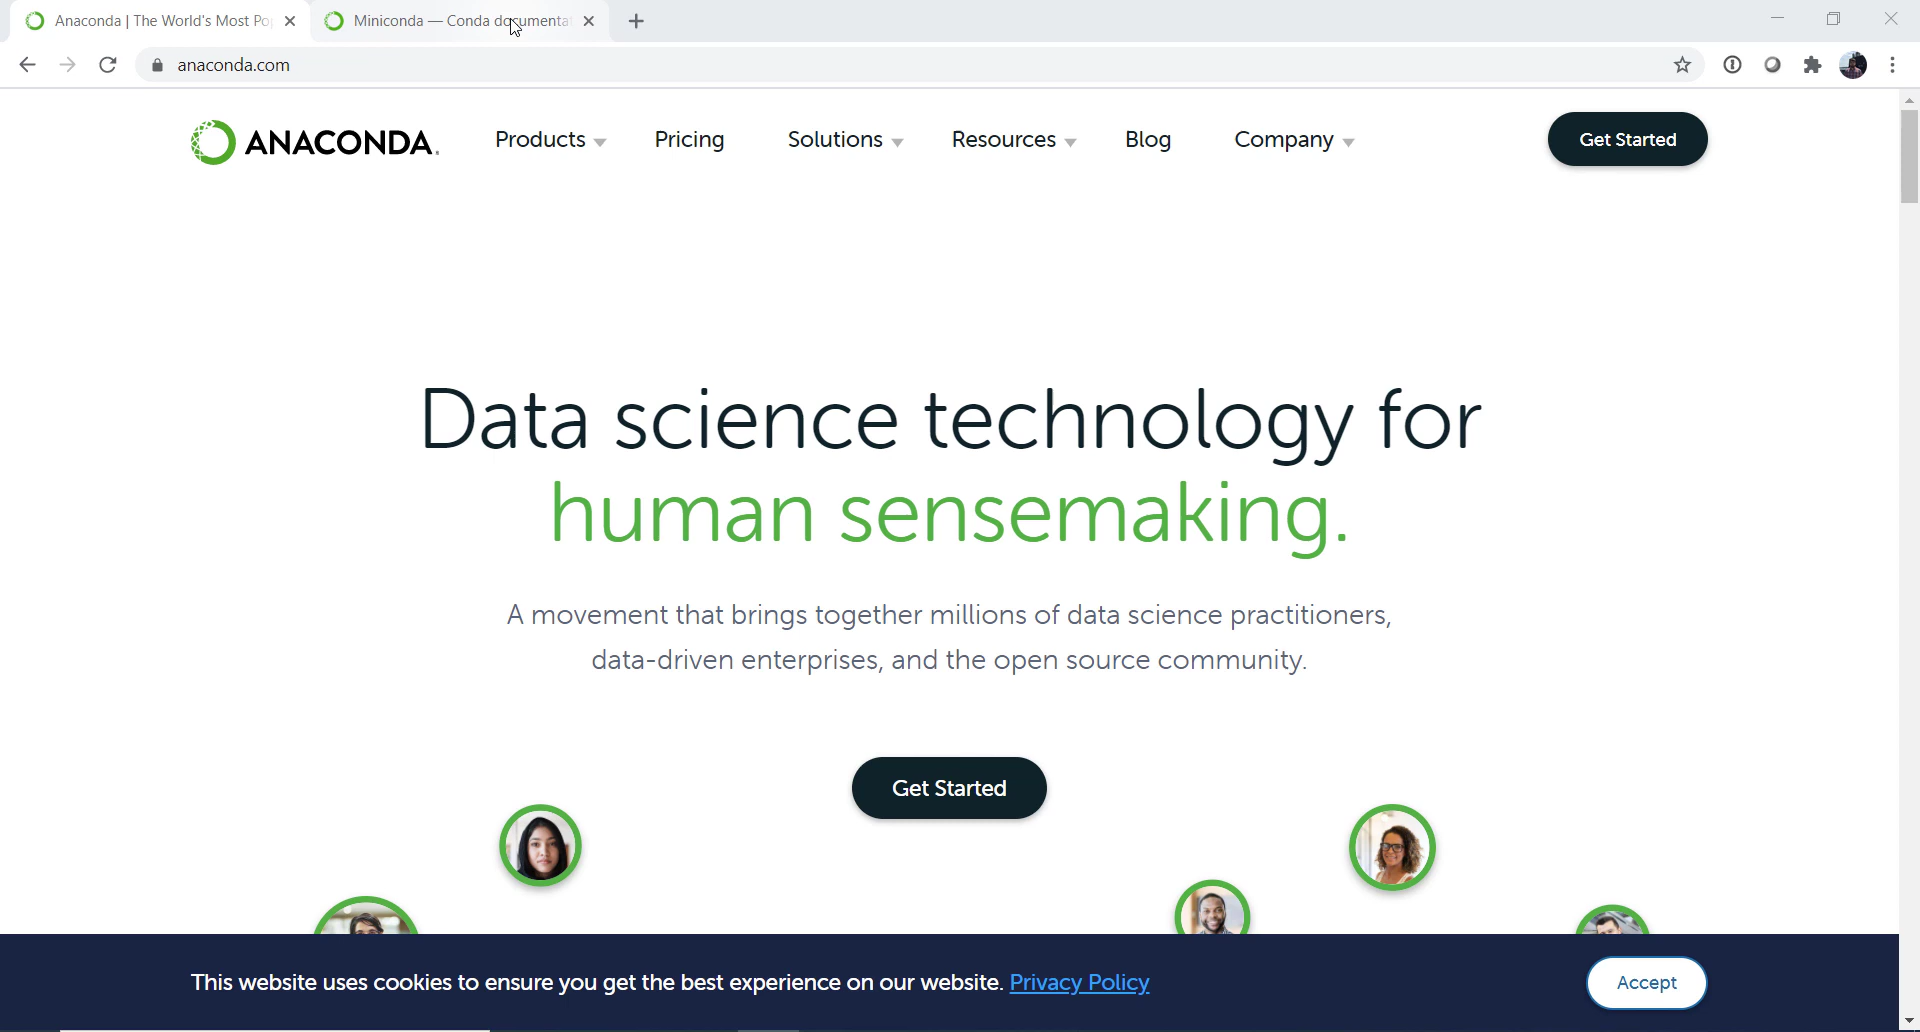 Anaconda | The World's Most Po
Miniconda — Conda documentat
anaconda.com
ANACONDA.
Products
Pricing
Solutions
Resources
Blog
Company
Get Started
Data science technology for
human sensemaking.
A movement that brings together millions of data science practitioners,
data-driven enterprises, and the open source community.
Get Started
This website uses cookies to ensure you get the best experience on our website. Privacy Policy
Accept